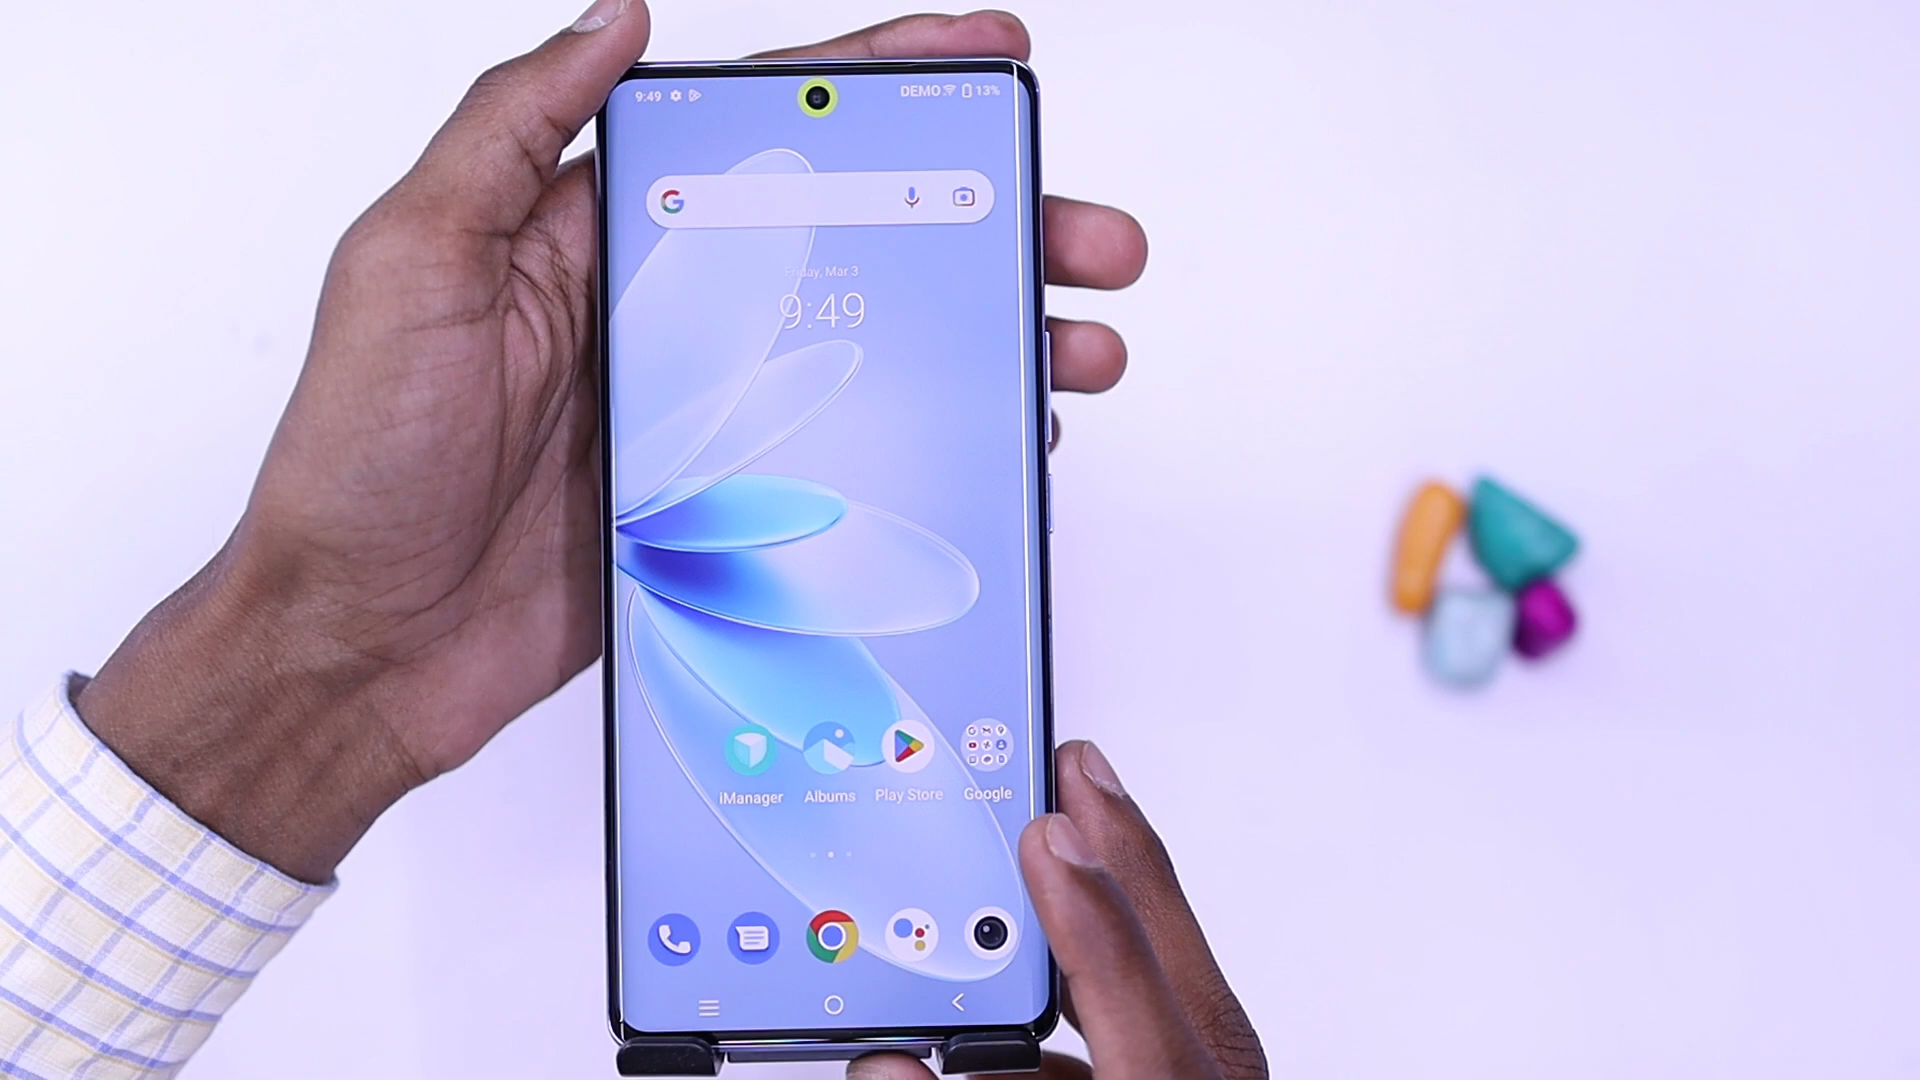 9:49 DEMO 13%
G
Friday, Mar 3
9:49
iManager Albums Play Store Google